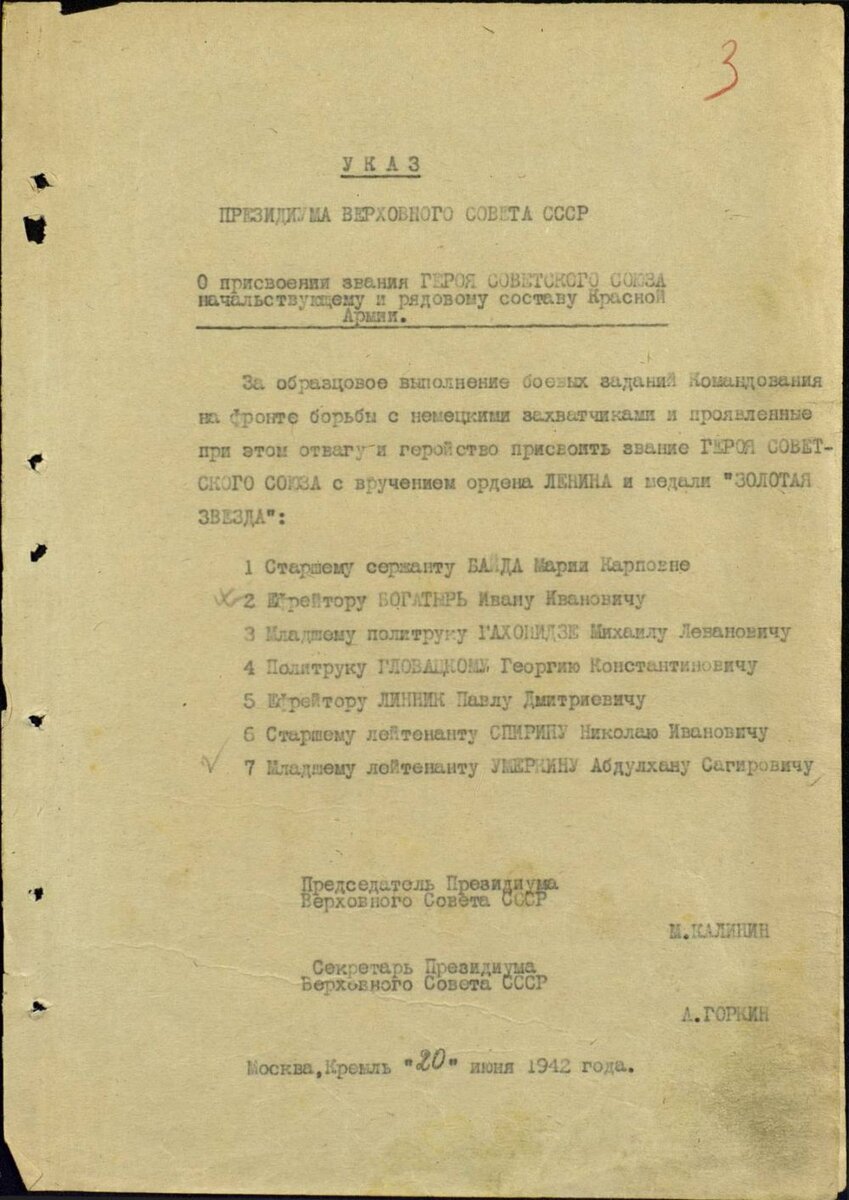 3
УКАЗ
ПРЕЗИДИУМА ВЕРХОВНОГО СОВЕТА СССР
О присвоении звания ГЕРОЯ СОВЕТСКОГО СОЮЗА
начальствующему и рядовому составу Красной
Армии.
За образцовое выполнение боевых заданий Командования
на фронте борьбы с немецкими захватчиками и проявленные
при этом отвагу и геройство присвоить звание ГЕРОЯ СОВЕТ-
СКОГО СОЮЗА с вручением ордена ЛЕНИНА и медали "ЗОЛОТАЯ
ЗВЕЗДА":
1 Старшему сержанту БАЙДА Марии Карповне
2 Ефрейтору БОГАТЫРЬ Ивану Ивановичу
3 Младшему политруку ГАХОКИДЗЕ Михаилу Левановичу
4 Политруку ГЛОВАЦКОМУ Георгию Константиновичу
5 Ефрейтору ЛИННИК Павлу Дмитриевичу
6 Старшему лейтенанту СПИРИНУ Николаю Ивановичу
7 Младшему лейтенанту УМЕРКИНУ Абдулхану Сагировичу
Председатель Президиума
Верховного Совета СССР
М.КАЛИНИН
Секретарь Президиума
Верховного Совета СССР
А.ГОРКИН
Москва,Кремль "20" июня 1942 года.